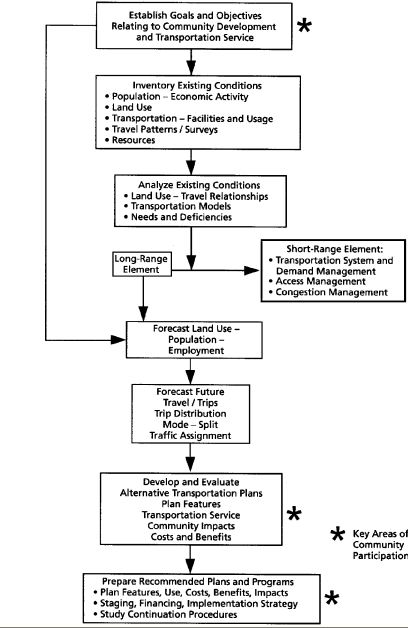 Establish Goals and Objectives
Relating to Community Development
and Transportation Service
*
Inventory Existing Conditions
• Population – Economic Activity
• Land Use
• Transportation – Facilities and Usage
• Travel Patterns / Surveys
• Resources
Analyze Existing Conditions
• Land Use – Travel Relationships
• Transportation Models
• Needs and Deficiencies
Long-Range
Element
Short-Range Element:
• Transportation System and
Demand Management
• Access Management
• Congestion Management
Forecast Land Use –
Population –
Employment
Forecast Future
Travel / Trips
Trip Distribution
Mode – Split
Traffic Assignment
Develop and Evaluate
Alternative Transportation Plans
Plan Features
Transportation Service
Community Impacts
Costs and Benefits
*
* Key Areas of
Community
Participation
Prepare Recommended Plans and Programs
• Plan Features, Use, Costs, Benefits, Impacts
• Staging, Financing, Implementation Strategy
• Study Continuation Procedures
*